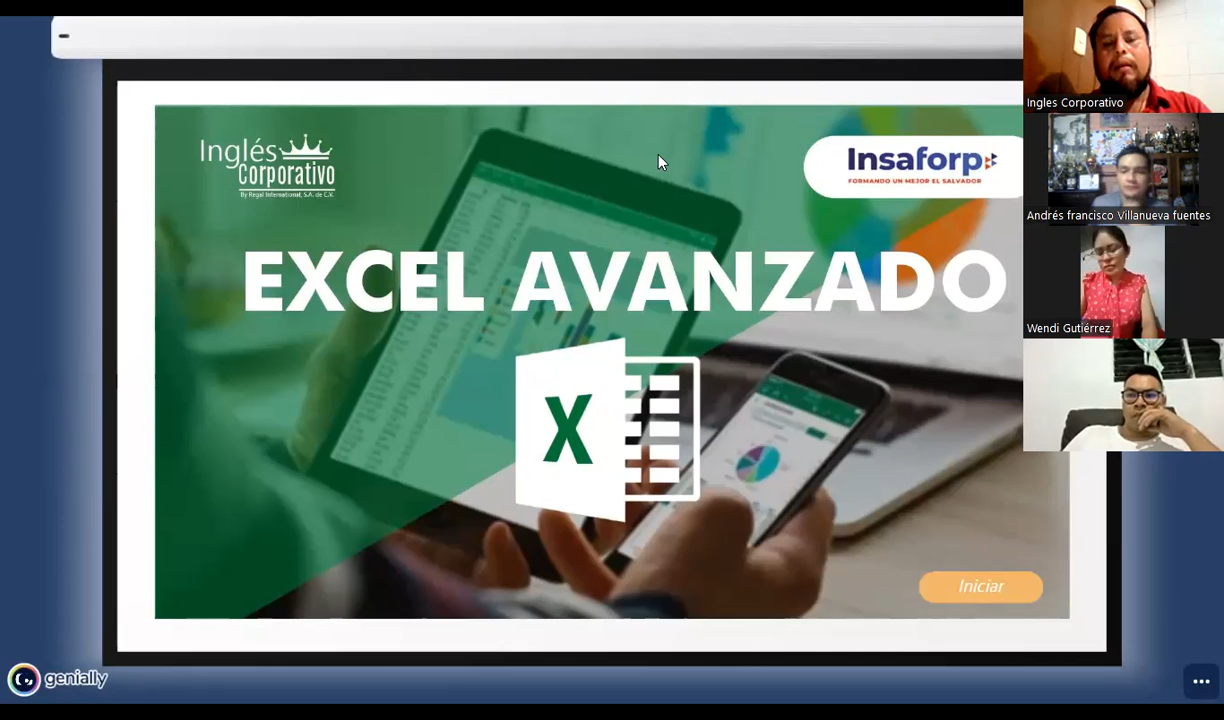 Inglés
Corporativo
By Regal International, S.A. de C.V.
Insaforp
FORMANDO UN MEJOR EL SALVADOR
EXCEL AVANZADO
X
Iniciar
genially
Ingles Corporativo
Andrés francisco Villanueva fuentes
Wendi Gutiérrez